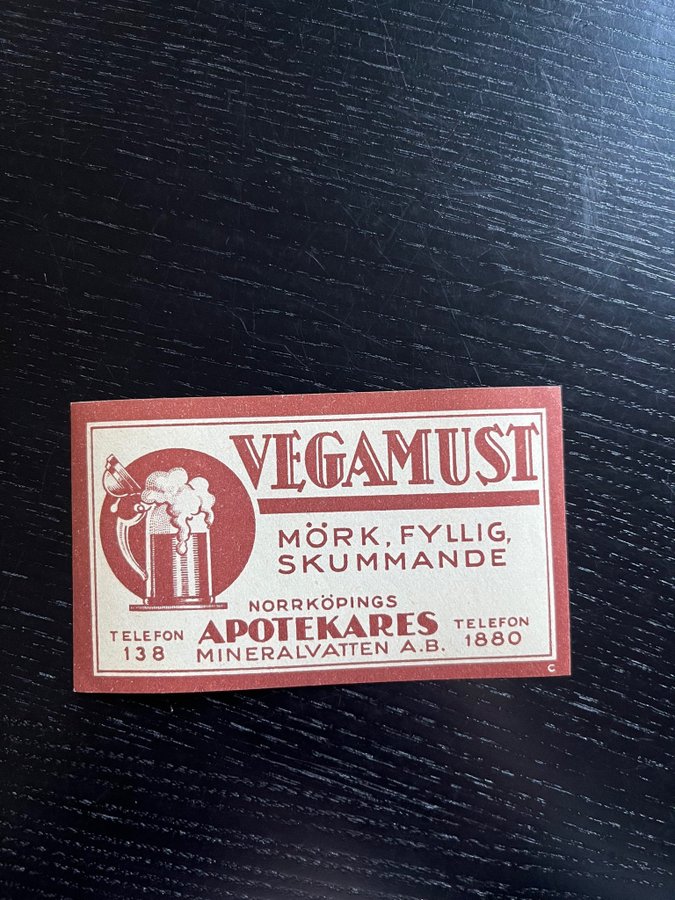 VEGAMUST
MÖRK, FYLLIG,
SKUMMANDE
NORRKÖPINGS
APOTEKARES
MINERALVATTEN A.B.
TELEFON
138
TELEFON
1880
C